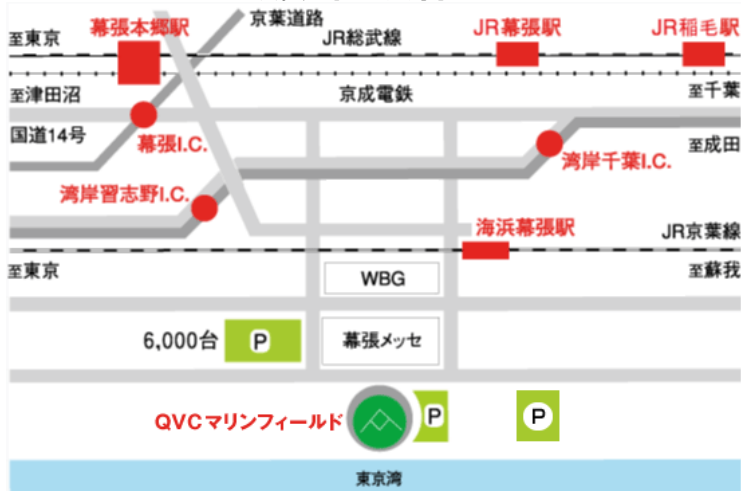 京葉道路
至東京
幕張本郷駅
JR総武線
JR幕張駅
JR稲毛駅
至津田沼
京成電鉄
至千葉
国道14号
幕張I.C.
至成田
湾岸千葉I.C.
湾岸習志野I.C.
海浜幕張駅
JR京葉線
至東京
WBG
至蘇我
6,000台
P
幕張メッセ
QVCマリンフィールド
P
P
東京湾